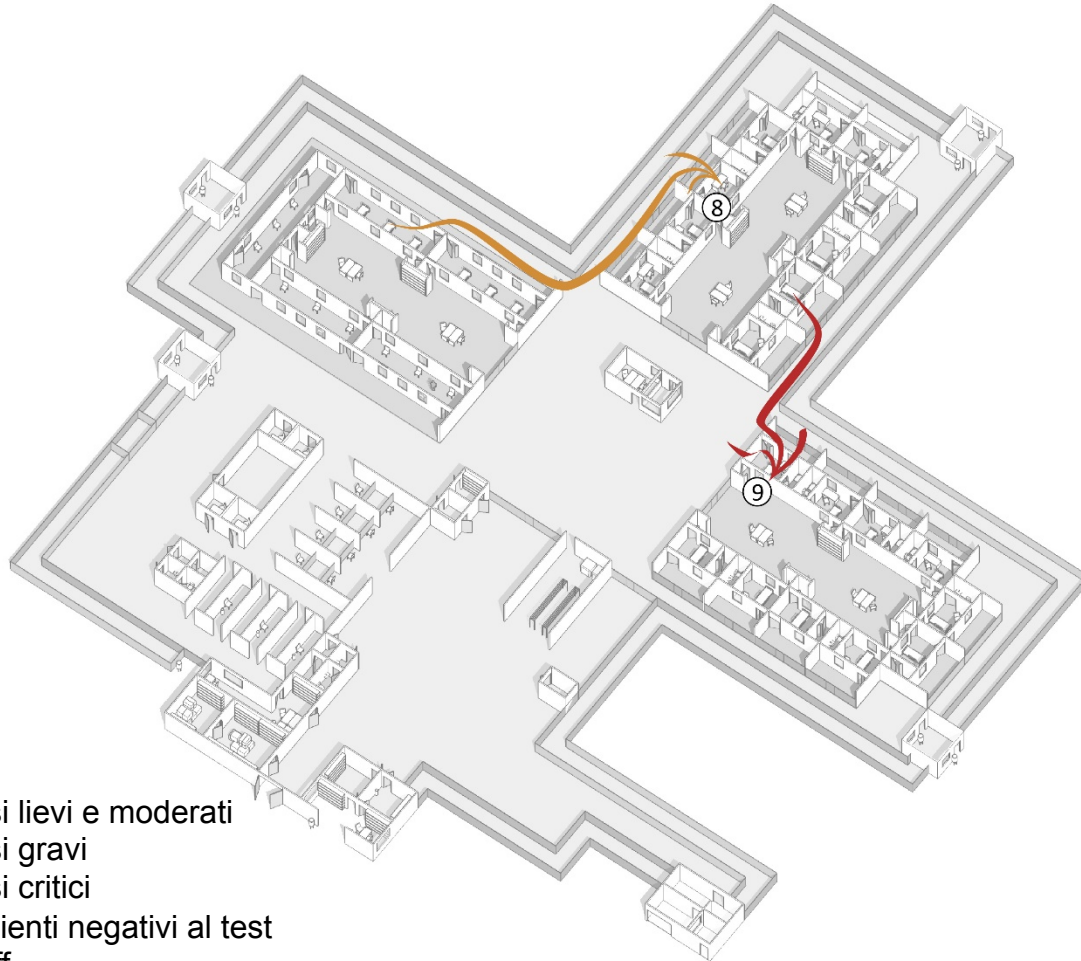 8
9
si lievi e moderati
si gravi
si critici
ienti negativi al test